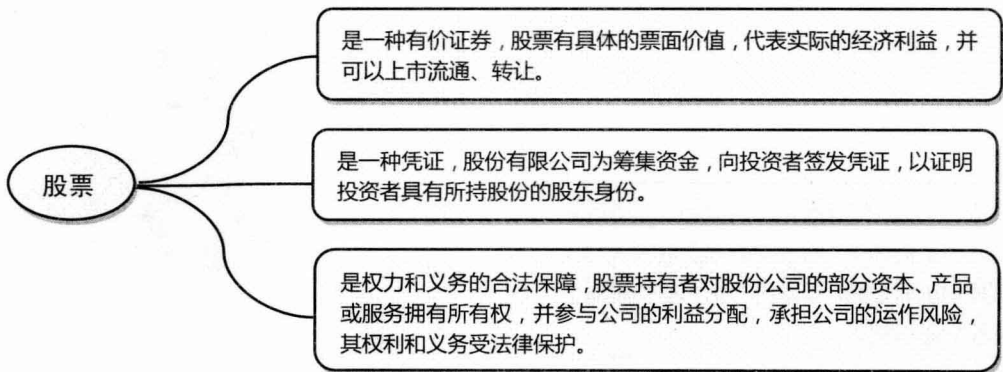 是一种有价证券，股票有具体的票面价值，代表实际的经济利益，并
可以上市流通、转让。
股票
是一种凭证，股份有限公司为筹集资金，向投资者签发凭证，以证明
投资者具有所持股份的股东身份。
是权力和义务的合法保障，股票持有者对股份公司的部分资本、产品
或服务拥有所有权，并参与公司的利益分配，承担公司的运作风险，
其权利和义务受法律保护。